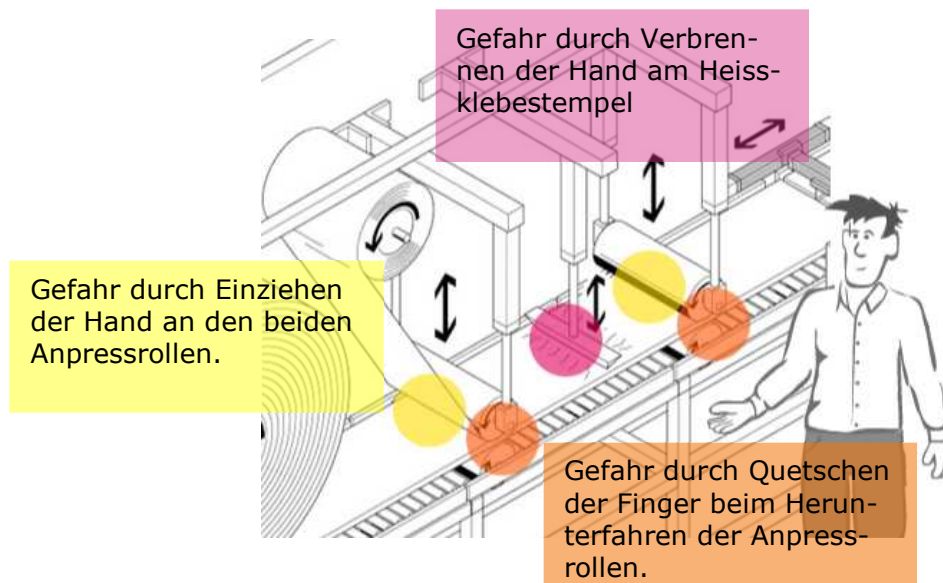 Gefahr durch Verbren-
nen der Hand am Heiss-
klebestempel
Gefahr durch Einziehen
der Hand an den beiden
Anpressrollen.
Gefahr durch Quetschen
der Finger beim Herun-
terfahren der Anpress-
rollen.